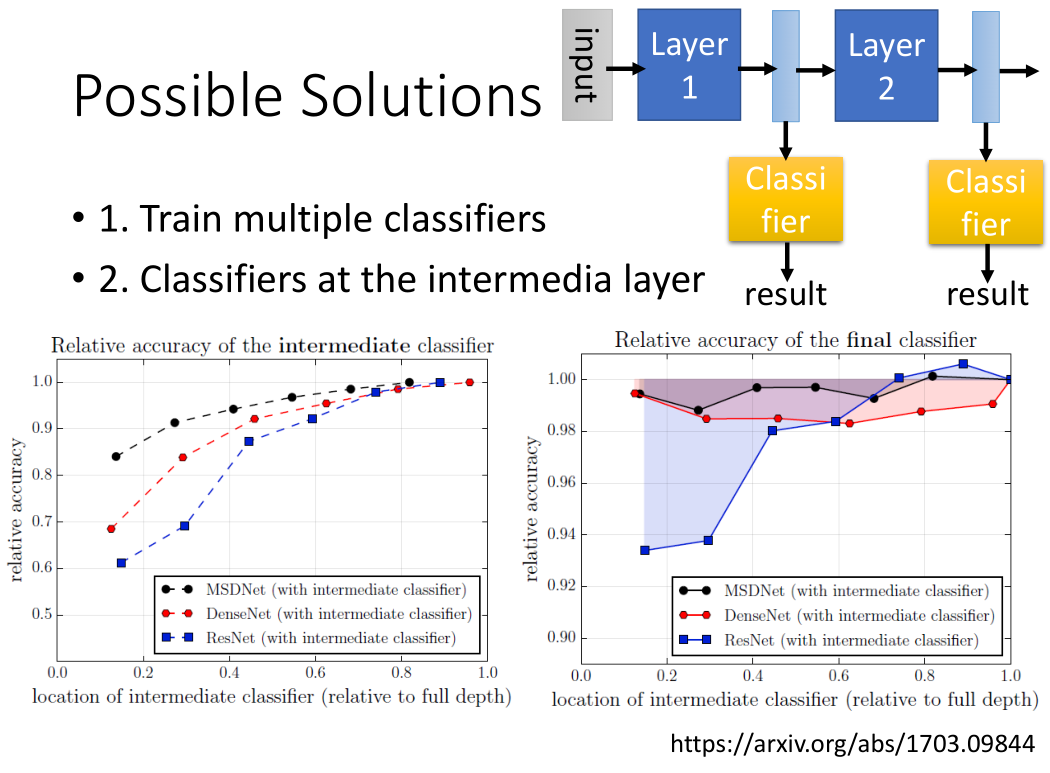 Possible Solutions
input
Layer
1
Layer
2
Classi
fier
Classi
fier
result
result
• 1. Train multiple classifiers
• 2. Classifiers at the intermedia layer
Relative accuracy of the intermediate classifier
relative accuracy
1.0
0.9
0.8
0.7
0.6
0.5
MSDNet (with intermediate classifier)
DenseNet (with intermediate classifier)
ResNet (with intermediate classifier)
0.0 0.2 0.4 0.6 0.8 1.0
location of intermediate classifier (relative to full depth)
Relative accuracy of the final classifier
relative accuracy
1.00
0.98
0.96
0.94
0.92
0.90
MSDNet (with intermediate classifier)
DenseNet (with intermediate classifier)
ResNet (with intermediate classifier)
0.0 0.2 0.4 0.6 0.8 1.0
location of intermediate classifier (relative to full depth)
https://arxiv.org/abs/1703.09844